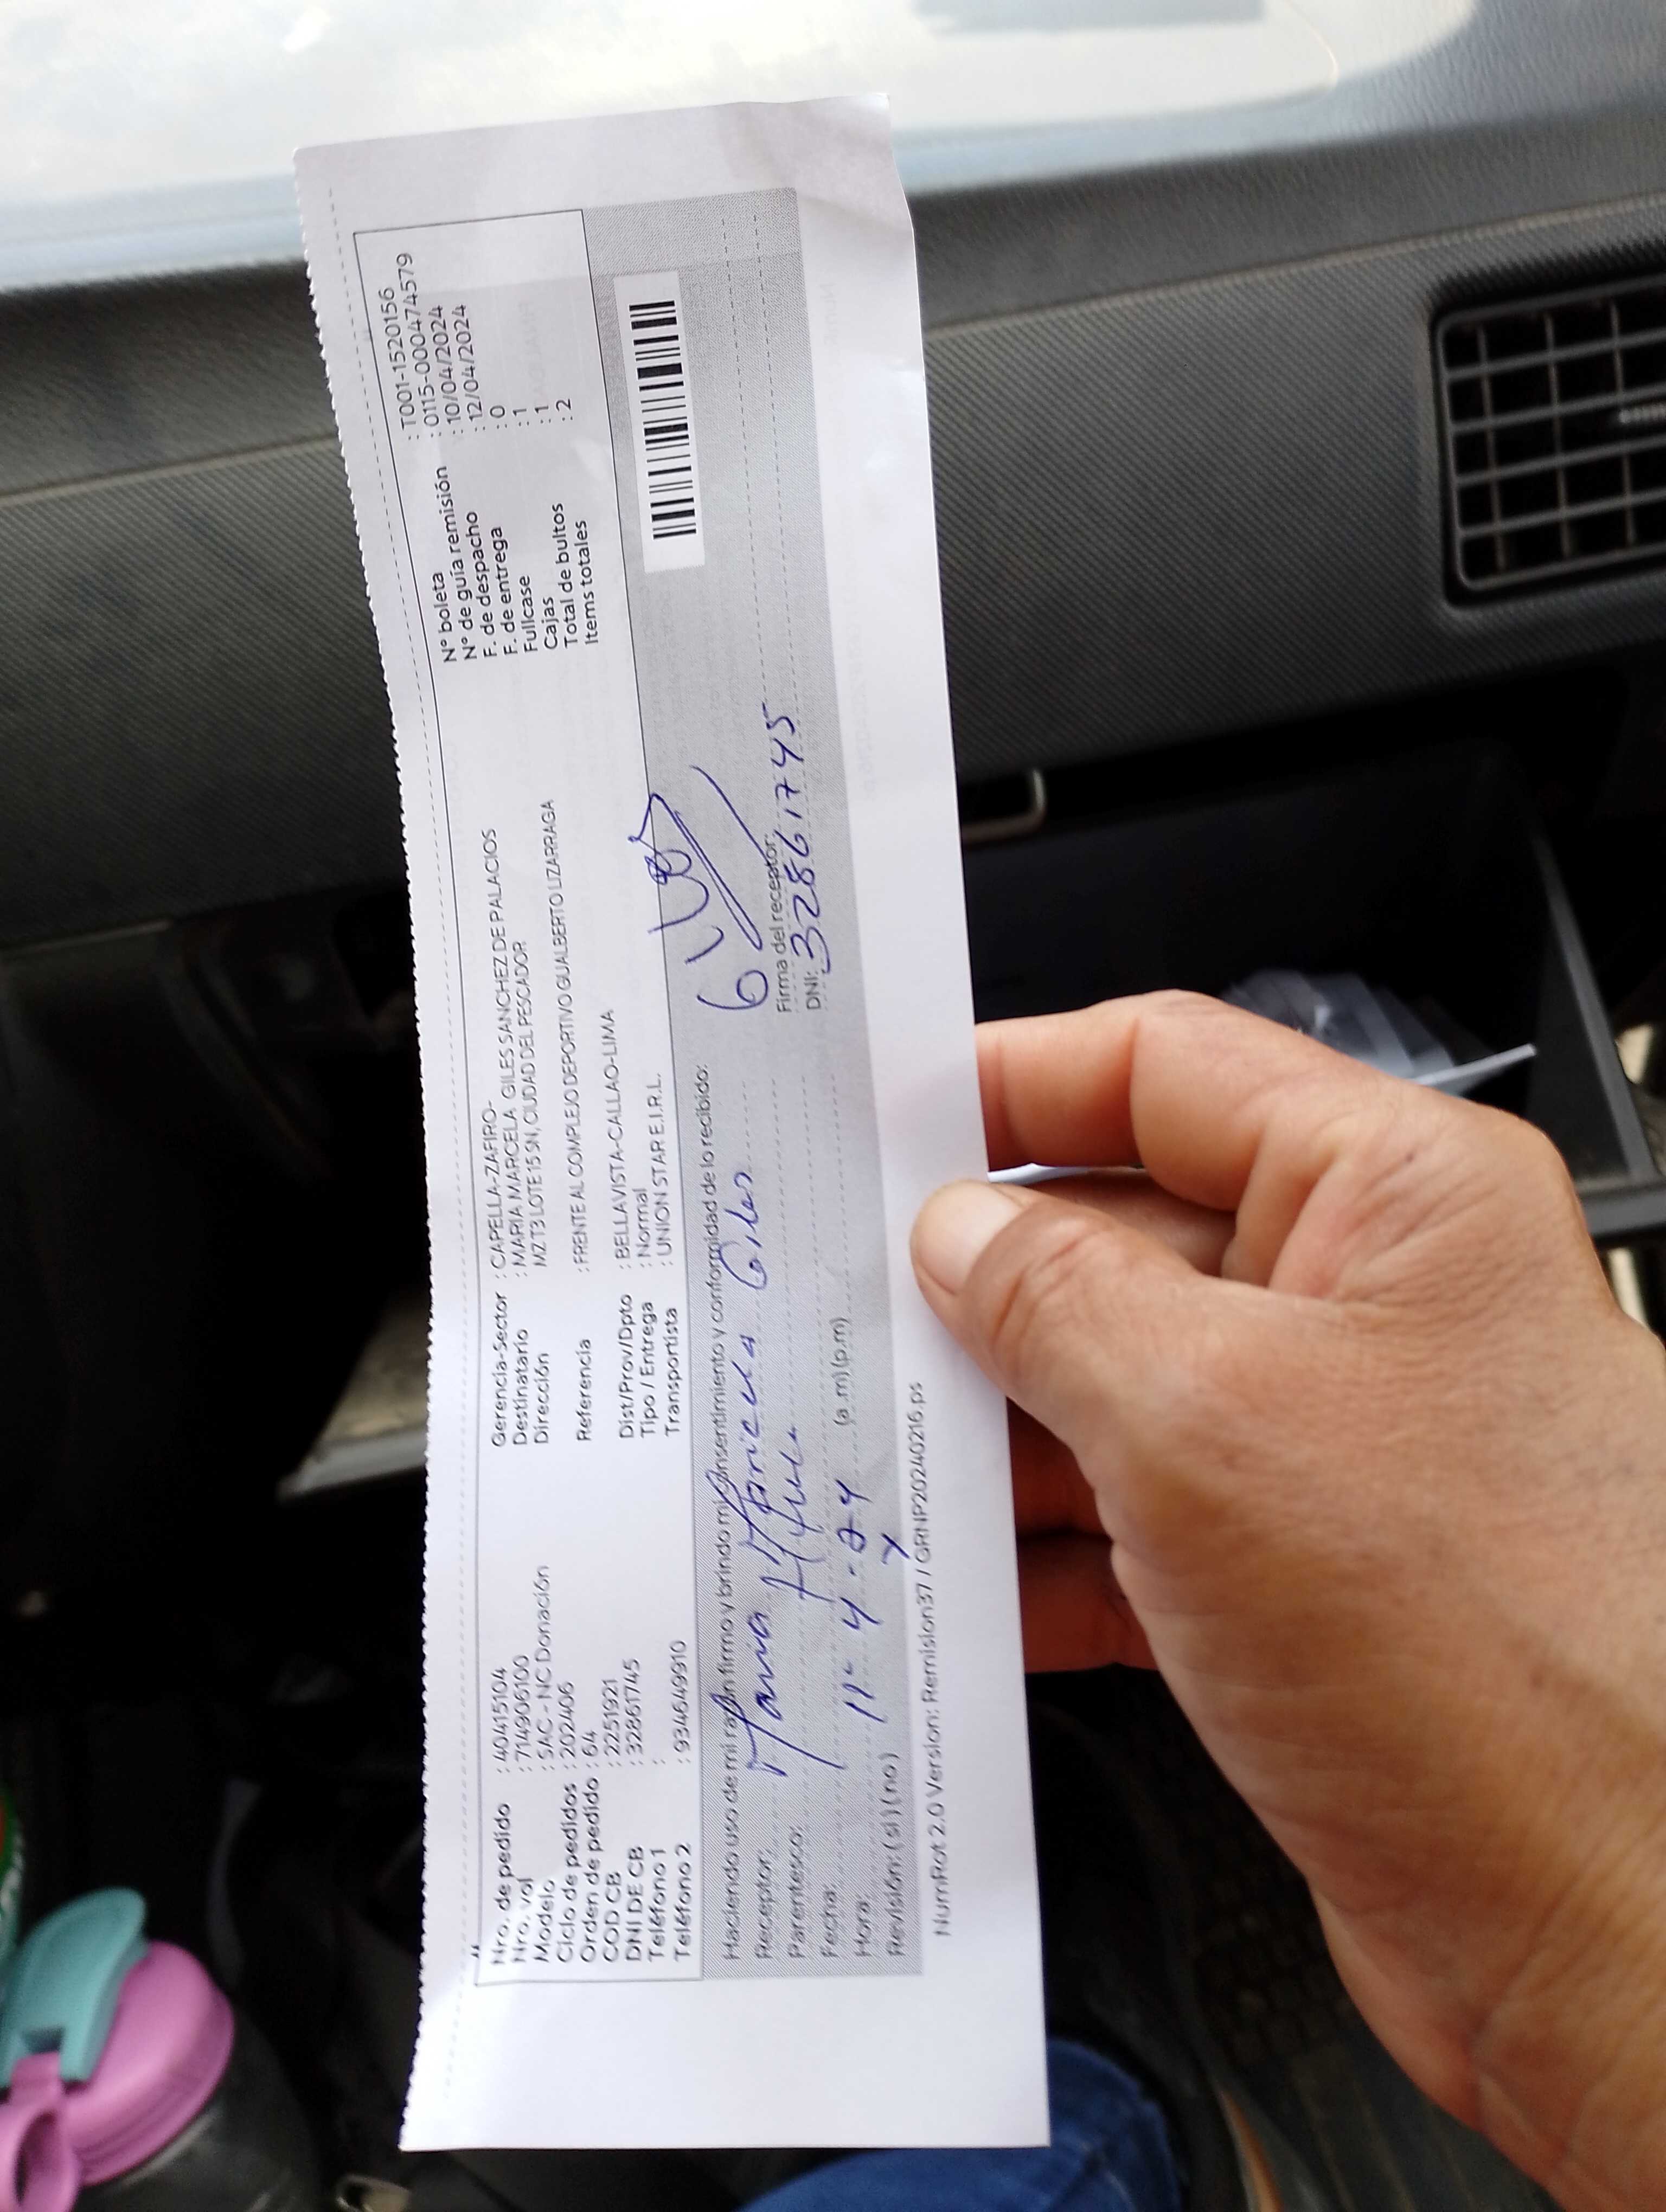 Nro. de pedido : 40415104
Nro. vol : 714906100
Modelo : SAC - NC Donación
Ciclo de pedidos : 202406
Orden de pedido : 64
COD CB : 2251921
DNI DE CB : 32861745
Teléfono 1 :
Teléfono 2 : 934649910
Gerencia-Sector : CAPELLA-ZAFIRO-
Destinatario : MARIA MARCELA GILES SANCHEZ DE PALACIOS
Dirección MZ T3 LOTE 15 SN, CIUDAD DEL PESCADOR
Referencia : FRENTE AL COMPLEJO DEPORTIVO GUALBERTO LIZARRAGA
Dist/Prov/Dpto : BELLAVISTA-CALLAO-LIMA
Tipo / Entrega : Normal
Transportista : UNION STAR E.I.R.L.
Nº boleta : T001-1520156
Nº de guía remisión : 0115-0000474579
F. de despacho : 10/04/2024
F. de entrega : 12/04/2024
Fullcase : 0
Cajas : 1
Total de bultos : 1
Items totales : 2
Haciendo uso de mi razón firmo y brindo mi consentimiento y conformidad de lo recibido:
Receptor: Maria Marcela Giles
Parentesco:
Fecha: 11-4-24
Hora: (a.m)(p.m)
Revisión: (si) (no)
Firma del receptor:
DNI: 32861745
NumRot 2.0 Version: Remision37 / GRNP20240216.ps